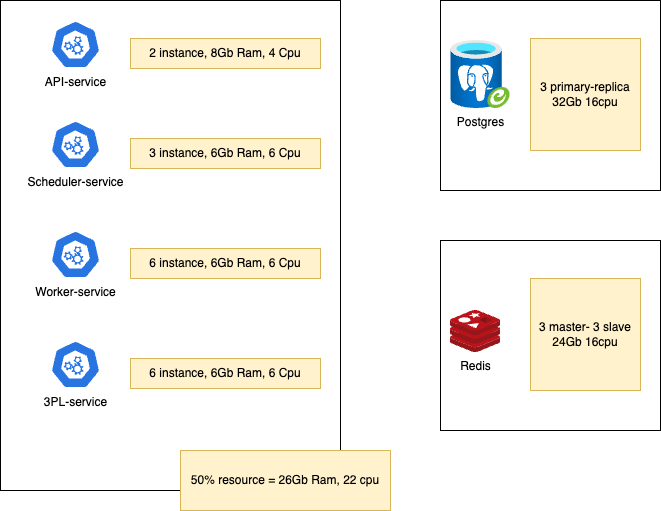 API-service
2 instance, 8Gb Ram, 4 Cpu
Scheduler-service
3 instance, 6Gb Ram, 6 Cpu
Worker-service
6 instance, 6Gb Ram, 6 Cpu
3PL-service
6 instance, 6Gb Ram, 6 Cpu
50% resource = 26Gb Ram, 22 cpu
Postgres
3 primary-replica
32Gb 16cpu
Redis
3 master- 3 slave
24Gb 16cpu